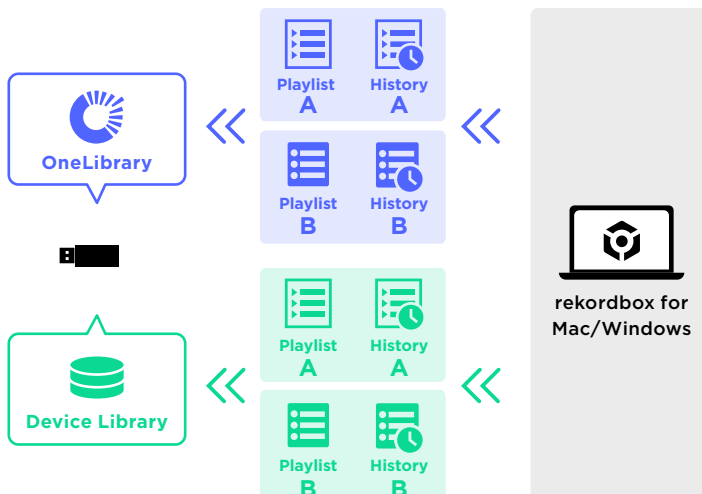 Playlist
A
History
A
OneLibrary
Playlist
B
History
B
rekordbox for
Mac/Windows
Playlist
A
History
A
Device Library
Playlist
B
History
B